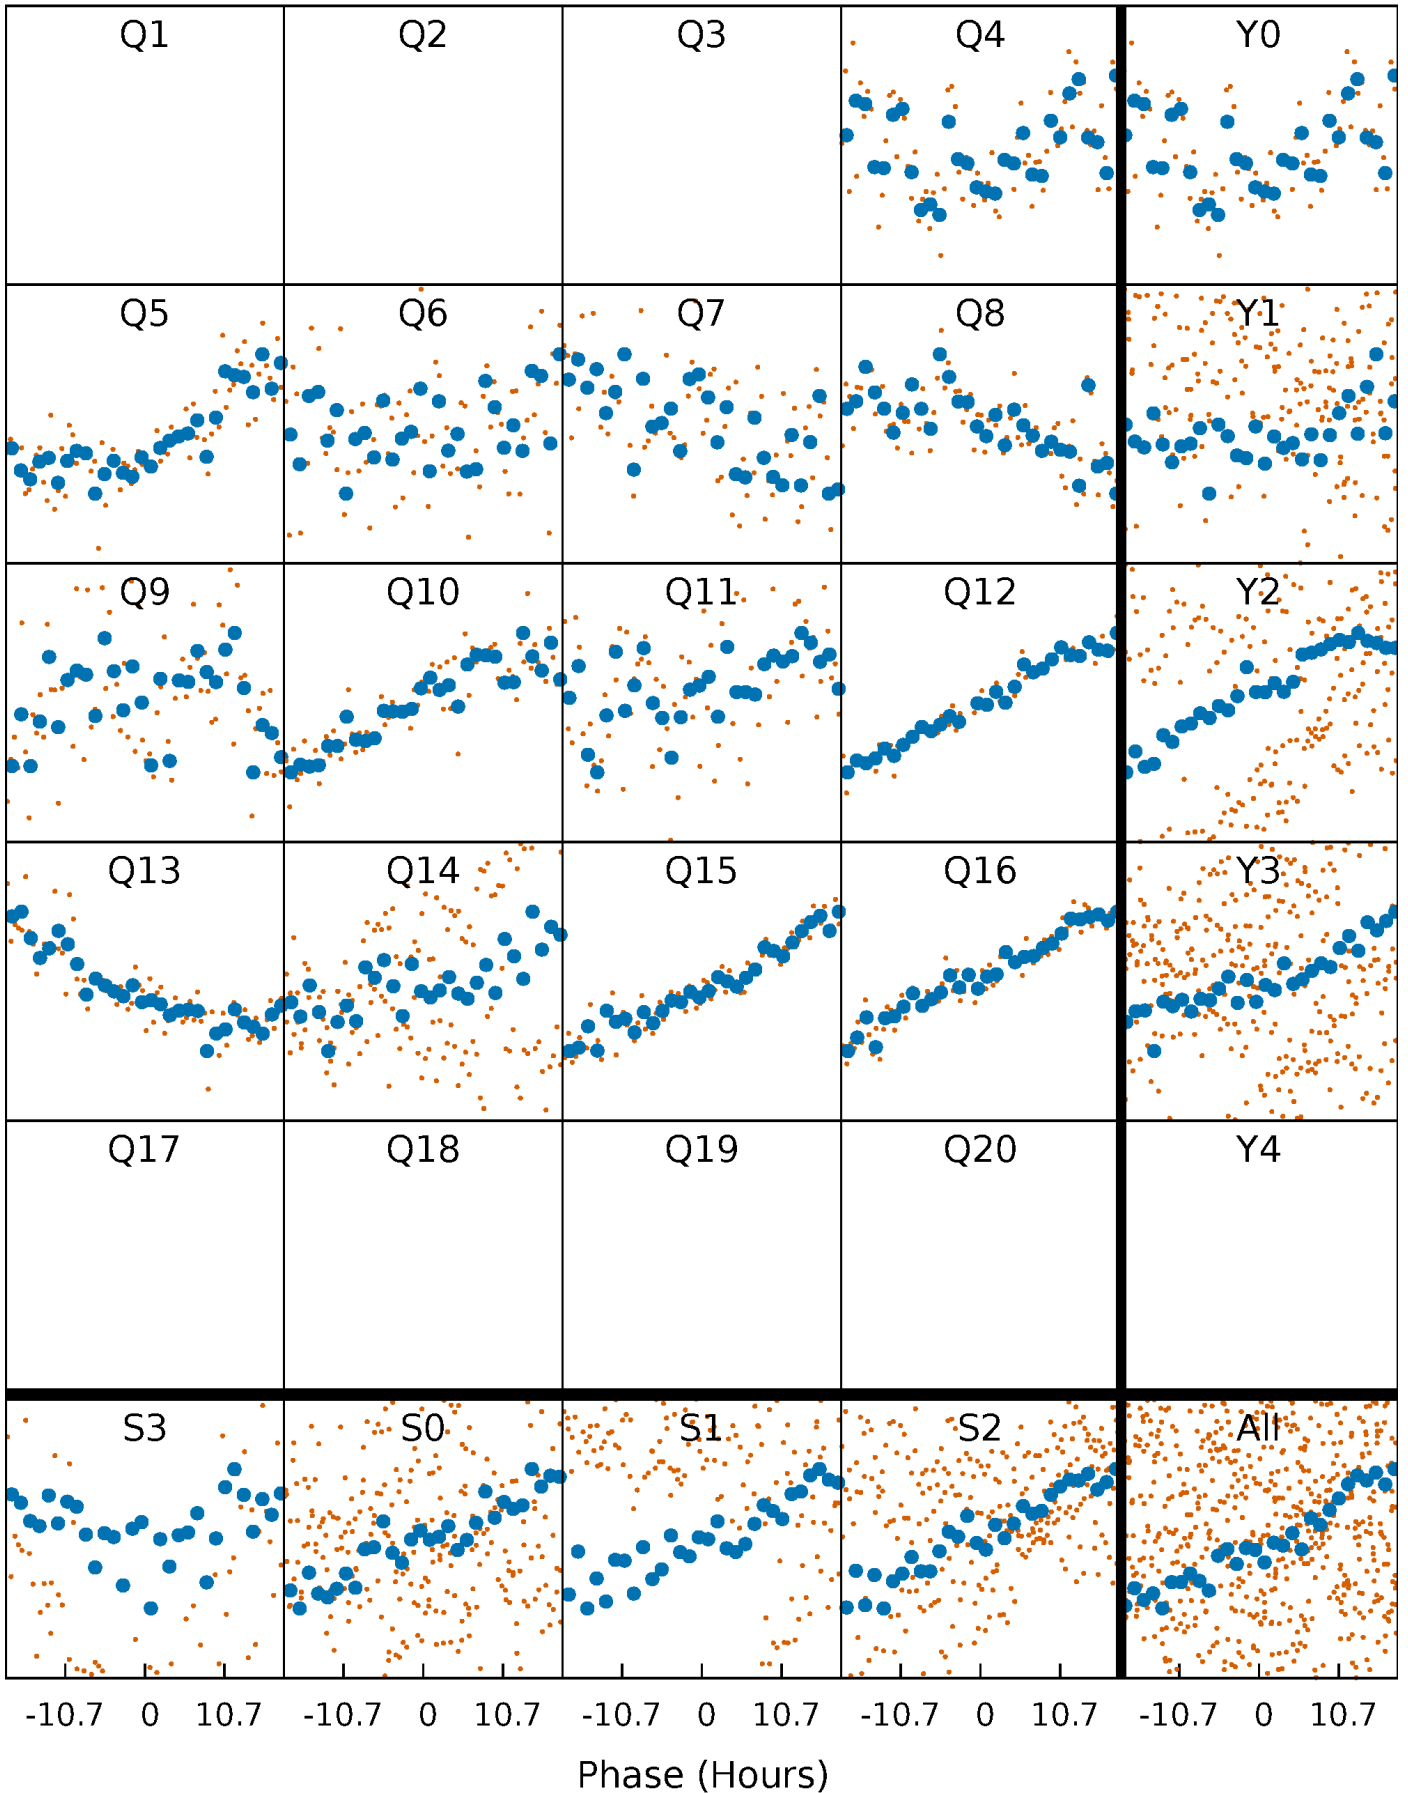 Q1 Q2 Q3 Q4 Y0
Q5 Q6 Q7 Q8 Y1
Q9 Q10 Q11 Q12 Y2
Q13 Q14 Q15 Q16 Y3
Q17 Q18 Q19 Q20 Y4
S3 S0 S1 S2 All
-10.7 0 10.7 -10.7 0 10.7 -10.7 0 10.7 -10.7 0 10.7 -10.7 0 10.7
Phase (Hours)